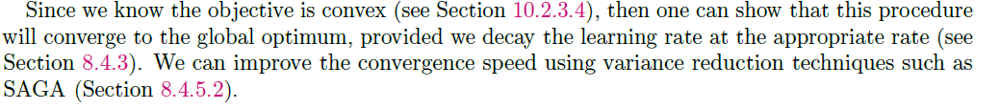 Since we know the objective is convex (see Section 10.2.3.4), then one can show that this procedure
will converge to the global optimum, provided we decay the learning rate at the appropriate rate (see
Section 8.4.3). We can improve the convergence speed using variance reduction techniques such as
SAGA (Section 8.4.5.2).